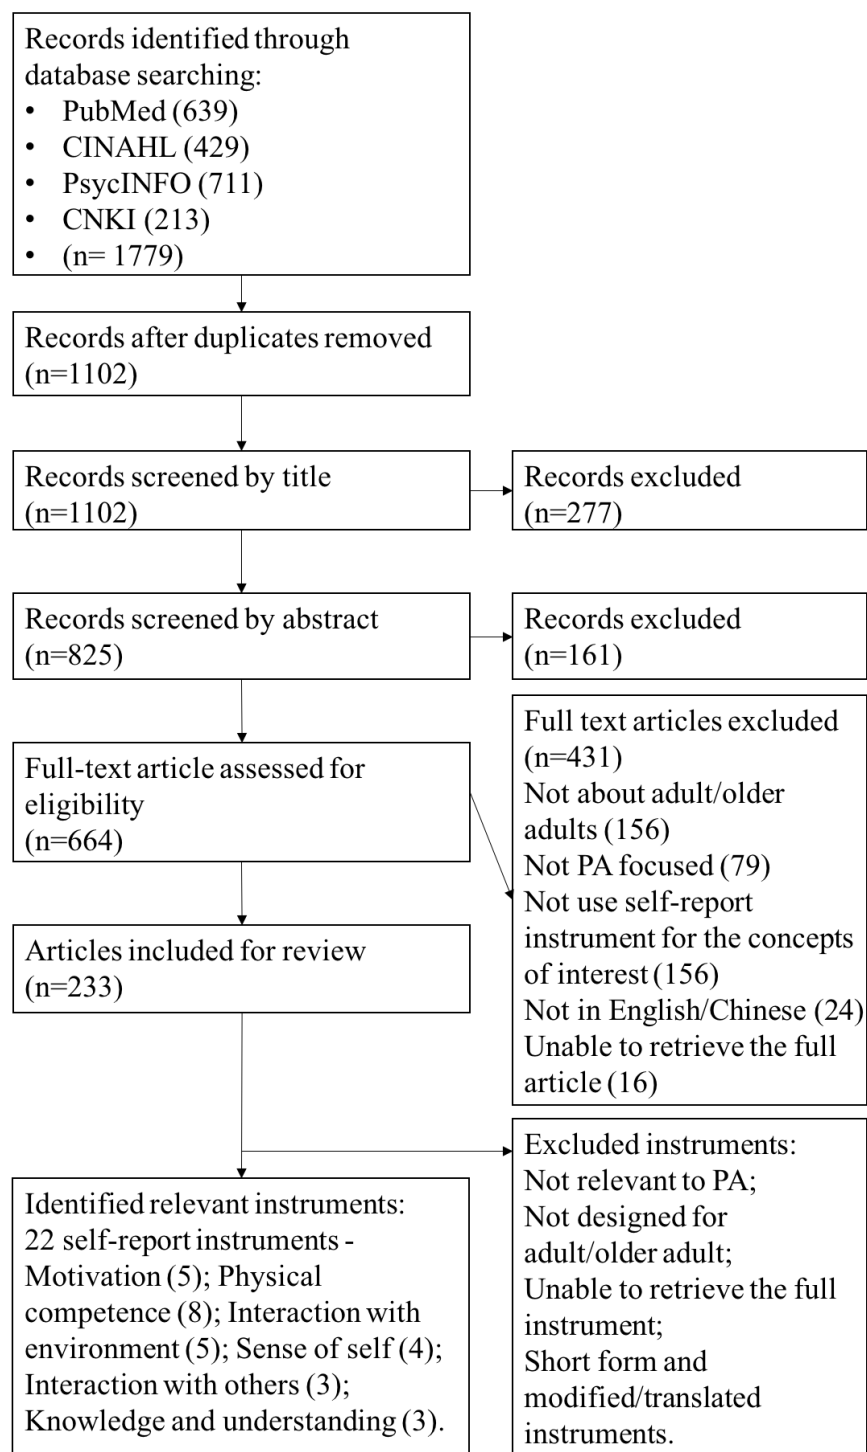 Records identified through
database searching:
• PubMed (639)
• CINAHL (429)
• PsycINFO (711)
• CNKI (213)
• (n= 1779)
Records after duplicates removed
(n=1102)
Records screened by title
(n=1102)
Records excluded
(n=277)
Records screened by abstract
(n=825)
Records excluded
(n=161)
Full-text article assessed for
eligibility
(n=664)
Full text articles excluded
(n=431)
Not about adult/older
adults (156)
Not PA focused (79)
Not use self-report
instrument for the concepts
of interest (156)
Not in English/Chinese (24)
Unable to retrieve the full
article (16)
Articles included for review
(n=233)
Excluded instruments:
Not relevant to PA;
Not designed for
adult/older adult;
Unable to retrieve the full
instrument;
Short form and
modified/translated
instruments.
Identified relevant instruments:
22 self-report instruments -
Motivation (5); Physical
competence (8); Interaction with
environment (5); Sense of self (4);
Interaction with others (3);
Knowledge and understanding (3).